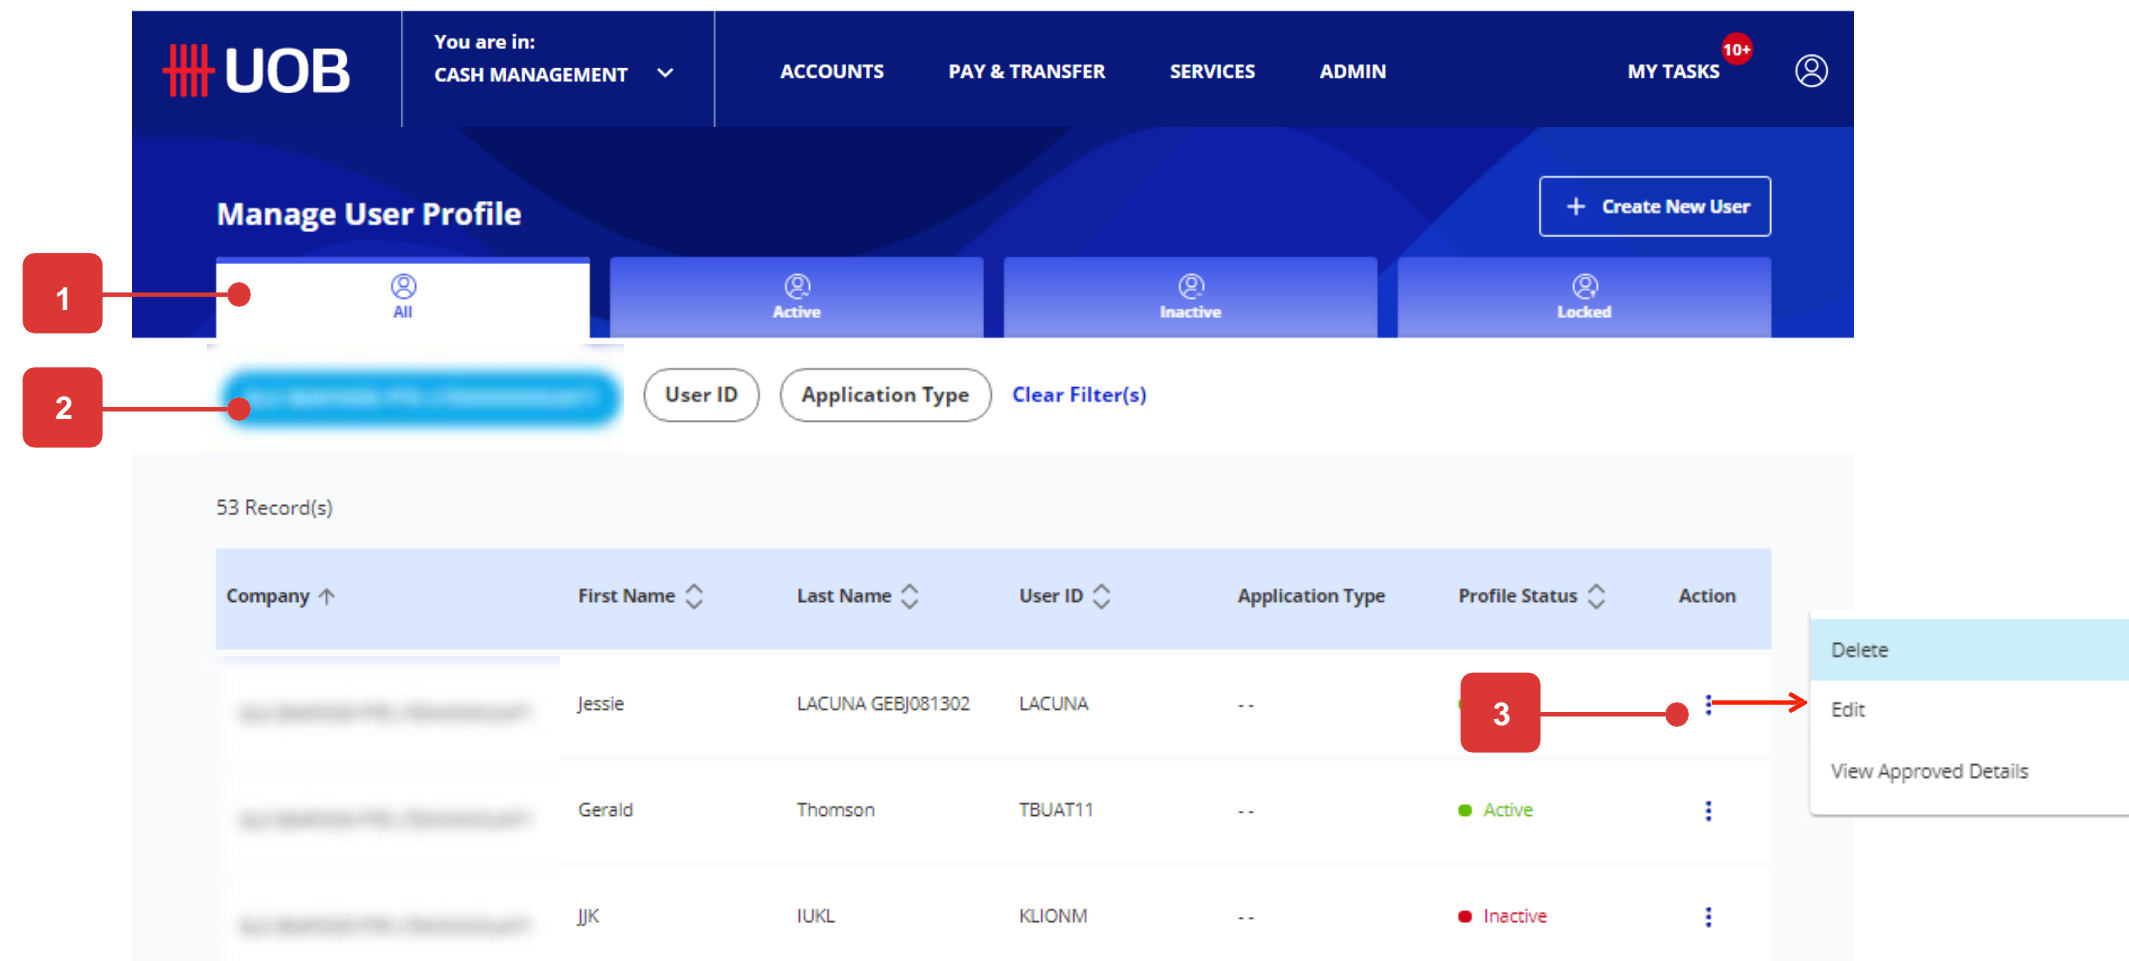 UOB
You are in:
CASH MANAGEMENT
ACCOUNTS
PAY & TRANSFER
SERVICES
ADMIN
MY TASKS
10+
Manage User Profile
+ Create New User
1
All
Active
Inactive
Locked
2
User ID
Application Type
Clear Filter(s)
53 Record(s)
Company
First Name
Last Name
User ID
Application Type
Profile Status
Action
Jessie
LACUNA GEBJ081302
LACUNA
- -
3
Delete
Edit
View Approved Details
Gerald
Thomson
TBUAT11
- -
Active
JJK
IUKL
KLIONM
- -
Inactive